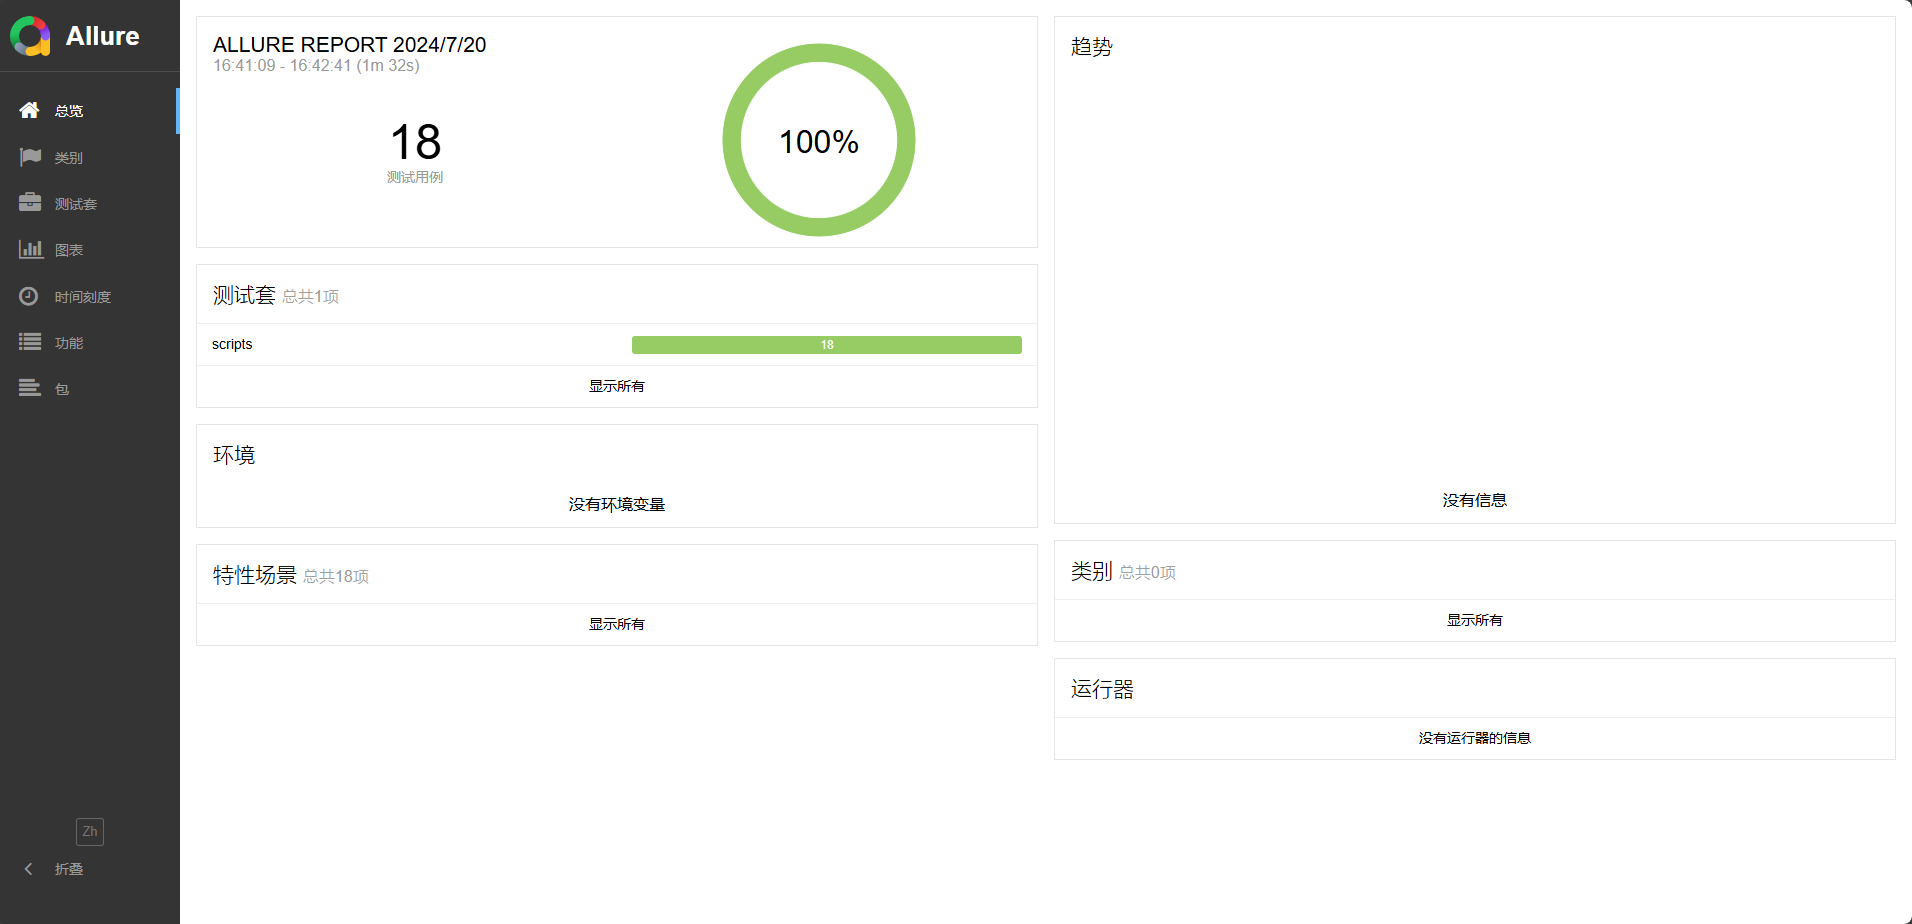 Allure
总览
类别
测试套
图表
时间刻度
功能
包
Zh
折叠
ALLURE REPORT 2024/7/20
16:41:09 - 16:42:41 (1m 32s)
18
测试用例
100%
测试套 总共1项
scripts
18
显示所有
环境
没有环境变量
特性场景 总共18项
显示所有
趋势
没有信息
类别 总共0项
显示所有
运行器
没有运行器的信息